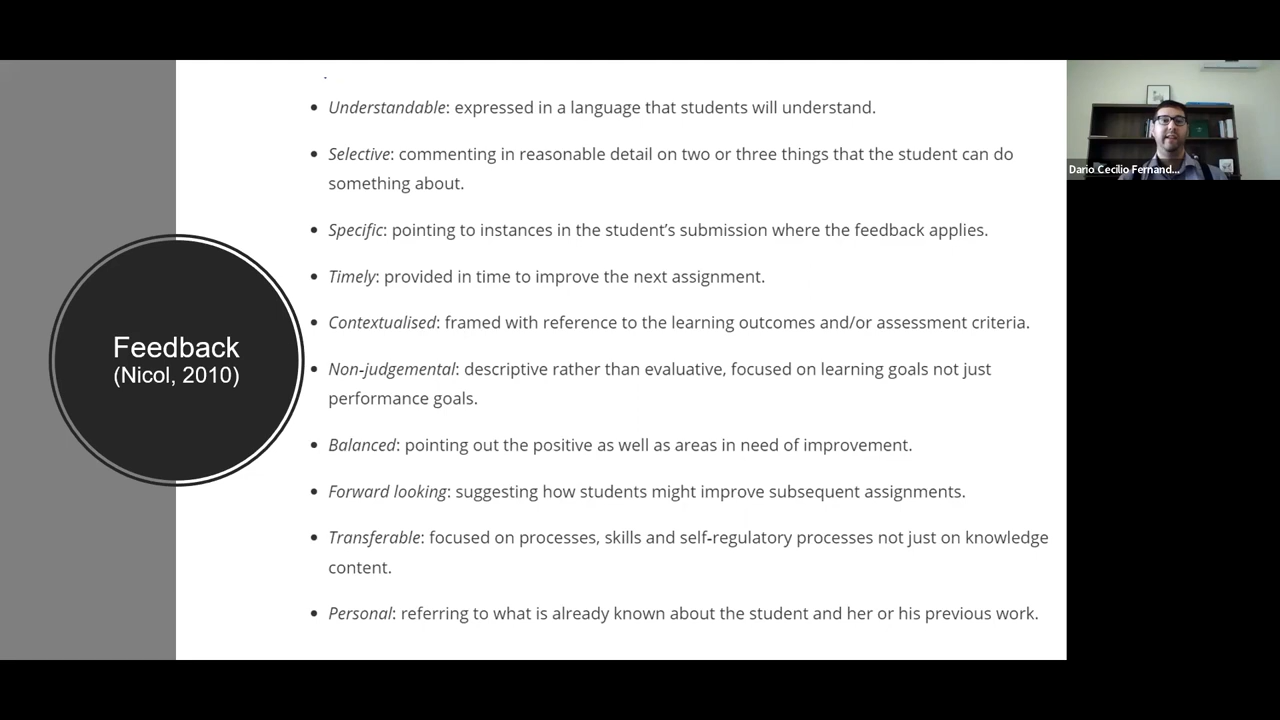 Feedback
(Nicol, 2010)
.
• Understandable: expressed in a language that students will understand.
• Selective: commenting in reasonable detail on two or three things that the student can do
something about.
• Specific: pointing to instances in the student’s submission where the feedback applies.
• Timely: provided in time to improve the next assignment.
• Contextualised: framed with reference to the learning outcomes and/or assessment criteria.
• Non-judgemental: descriptive rather than evaluative, focused on learning goals not just
performance goals.
• Balanced: pointing out the positive as well as areas in need of improvement.
• Forward looking: suggesting how students might improve subsequent assignments.
• Transferable: focused on processes, skills and self-regulatory processes not just on knowledge
content.
• Personal: referring to what is already known about the student and her or his previous work.
Dario Cecilio Fernand...